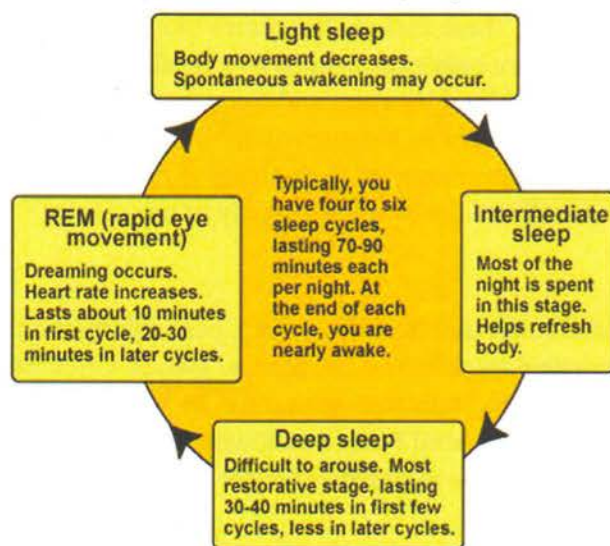 Light sleep
Body movement decreases.
Spontaneous awakening may occur.
Typically, you
have four to six
sleep cycles,
lasting 70-90
minutes each
per night. At
the end of each
cycle, you are
nearly awake.
Intermediate
sleep
Most of the
night is spent
in this stage.
Helps refresh
body.
Deep sleep
Difficult to arouse. Most
restorative stage, lasting
30-40 minutes in first few
cycles, less in later cycles.
REM (rapid eye
movement)
Dreaming occurs.
Heart rate increases.
Lasts about 10 minutes
in first cycle, 20-30
minutes in later cycles.